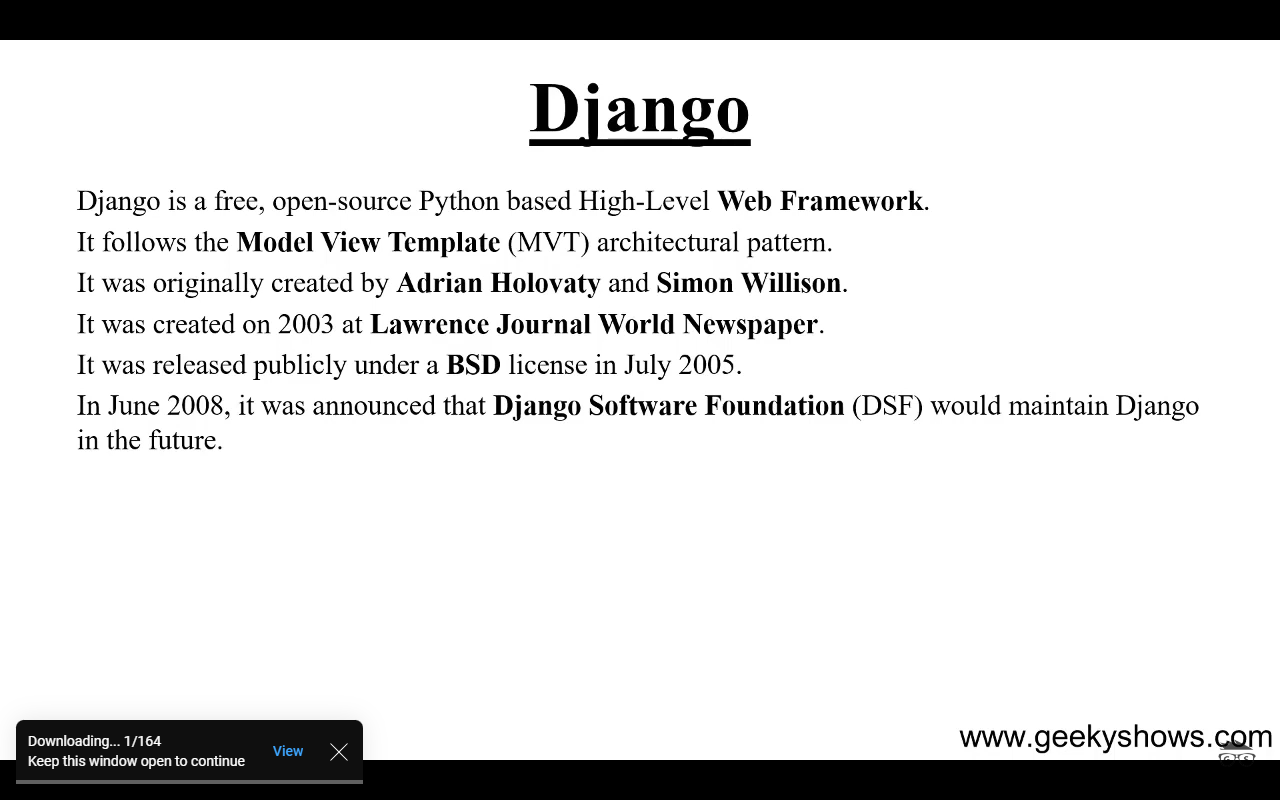 Django
Django is a free, open-source Python based High-Level Web Framework.
It follows the Model View Template (MVT) architectural pattern.
It was originally created by Adrian Holovaty and Simon Willison.
It was created on 2003 at Lawrence Journal World Newspaper.
It was released publicly under a BSD license in July 2005.
In June 2008, it was announced that Django Software Foundation (DSF) would maintain Django
in the future.
www.geekyshows.com
G S
Downloading... 1/164
Keep this window open to continue
View